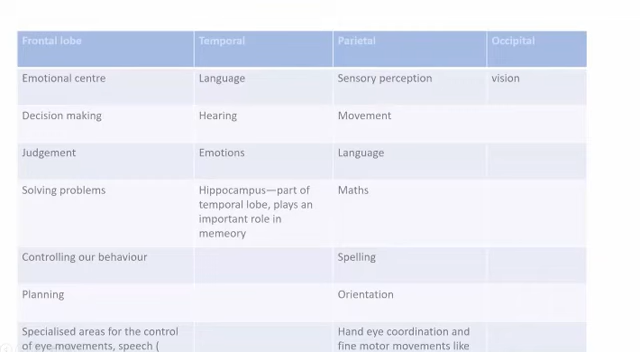 Frontal lobe Temporal Parietal Occipital
Emotional centre Language Sensory perception vision
Decision making Hearing Movement
Judgement Emotions Language
Solving problems Hippocampus—part of Maths
temporal lobe, plays an
important role in
memeory
Controlling our behaviour Spelling
Planning Orientation
Specialised areas for the control Hand eye coordination and
of eye movements, speech ( fine motor movements like